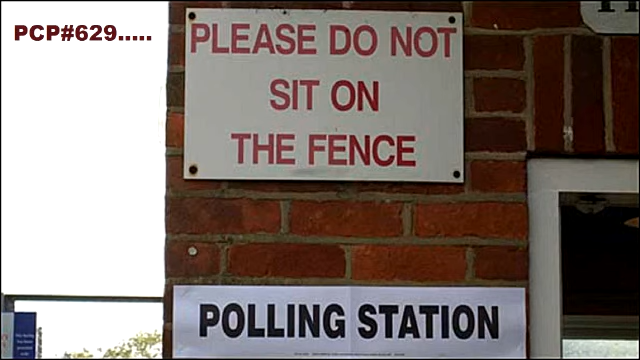 PCP#629.....
PLEASE DO NOT
SIT ON
THE FENCE
POLLING STATION